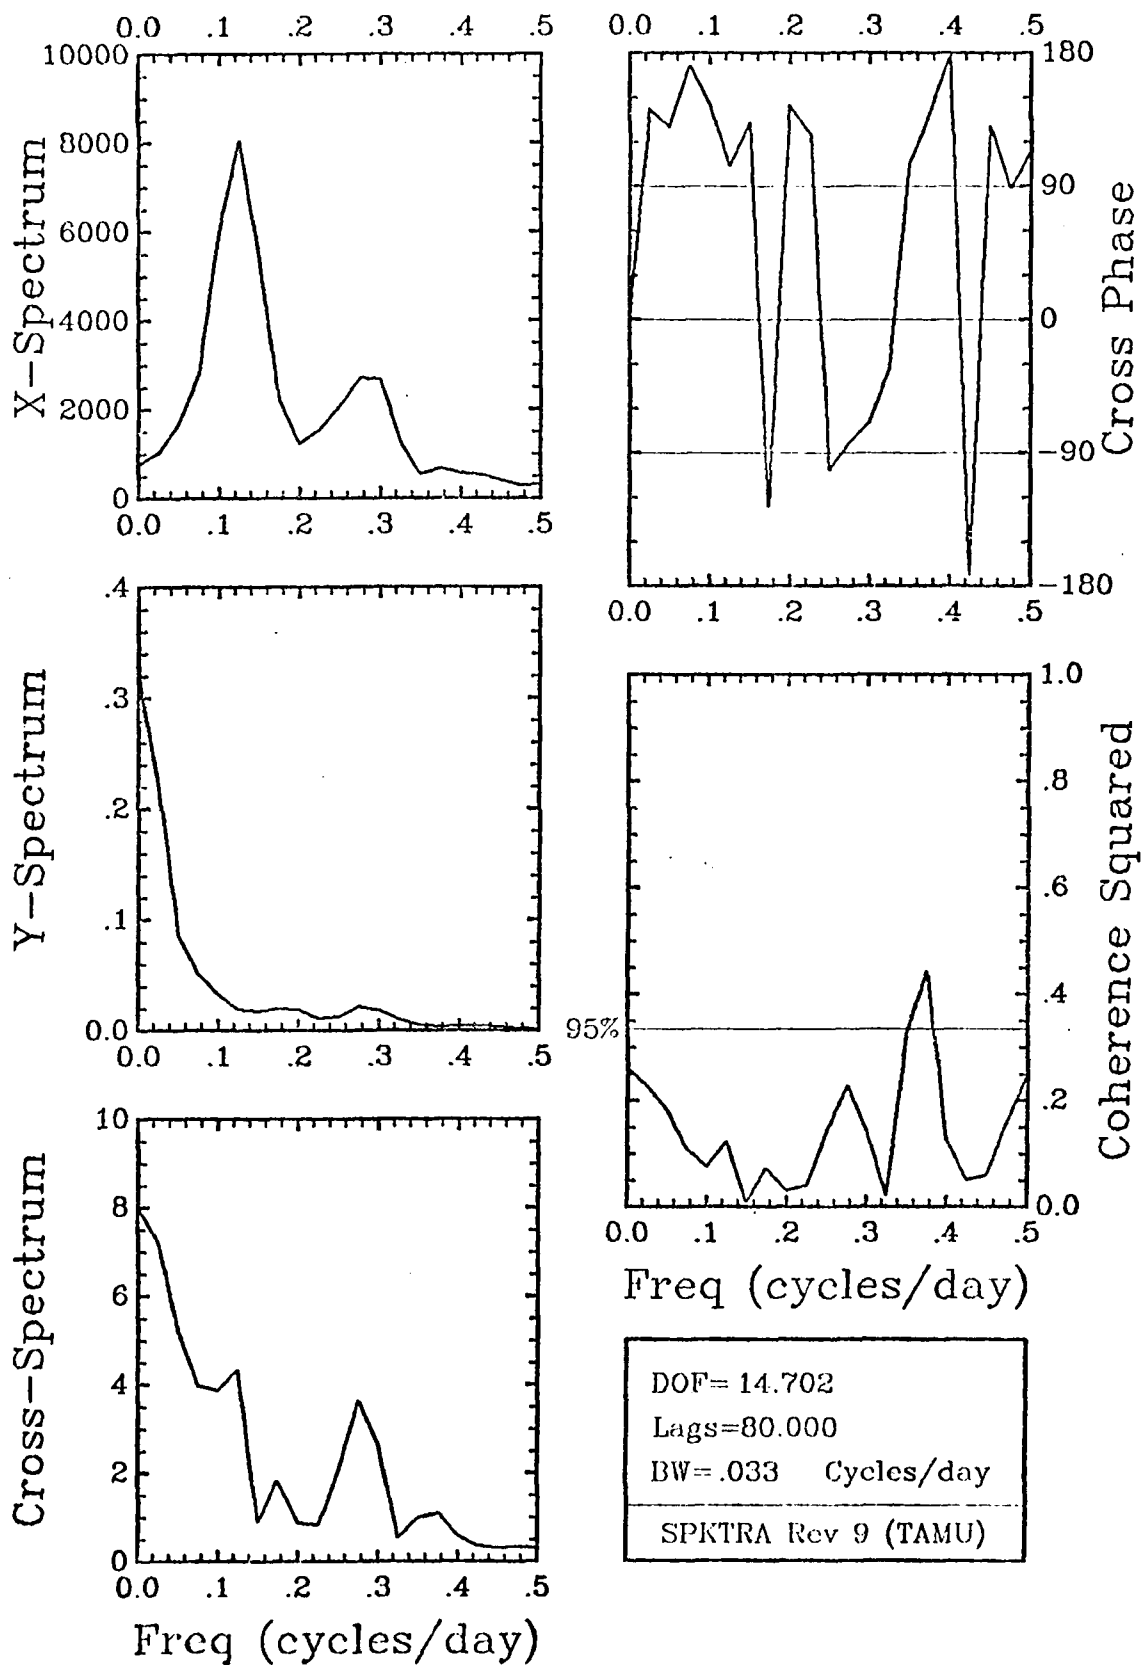 0.0 .1 .2 .3 .4 .5
10000
8000
6000
4000
2000
0
X-Spectrum
0.0 .1 .2 .3 .4 .5
0.0 .1 .2 .3 .4 .5
180
90
0
-90
-180
Cross Phase
0.0 .1 .2 .3 .4 .5
.4
.3
.2
.1
0.0
Y-Spectrum
0.0 .1 .2 .3 .4 .5
1.0
.8
.6
.4
.2
0.0
95%
Coherence Squared
0.0 .1 .2 .3 .4 .5
Freq (cycles/day)
10
8
6
4
2
0
Cross-Spectrum
0.0 .1 .2 .3 .4 .5
Freq (cycles/day)
DOF= 14.702
Lags=80.000
BW= .033 Cycles/day
SPKTRA Rev 9 (TAMU)